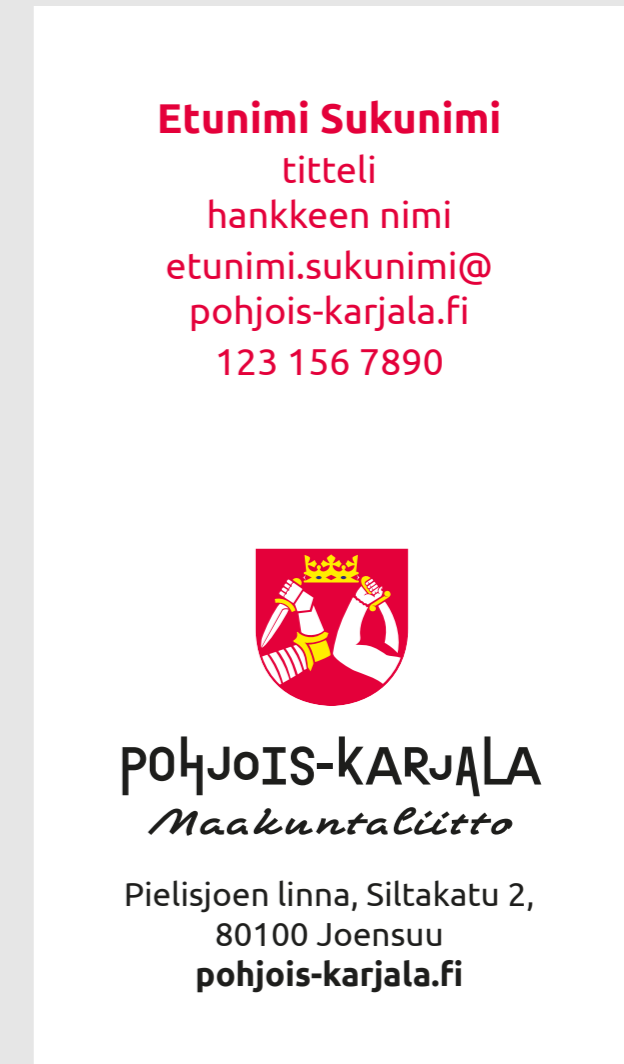 Etunimi Sukunimi
titteli
hankkeen nimi
etunimi.sukunimi@
pohjois-karjala.fi
123 156 7890
POHJOIS-KARJALA
Maakuntaliitto
Pielisjoen linna, Siltakatu 2,
80100 Joensuu
pohjois-karjala.fi